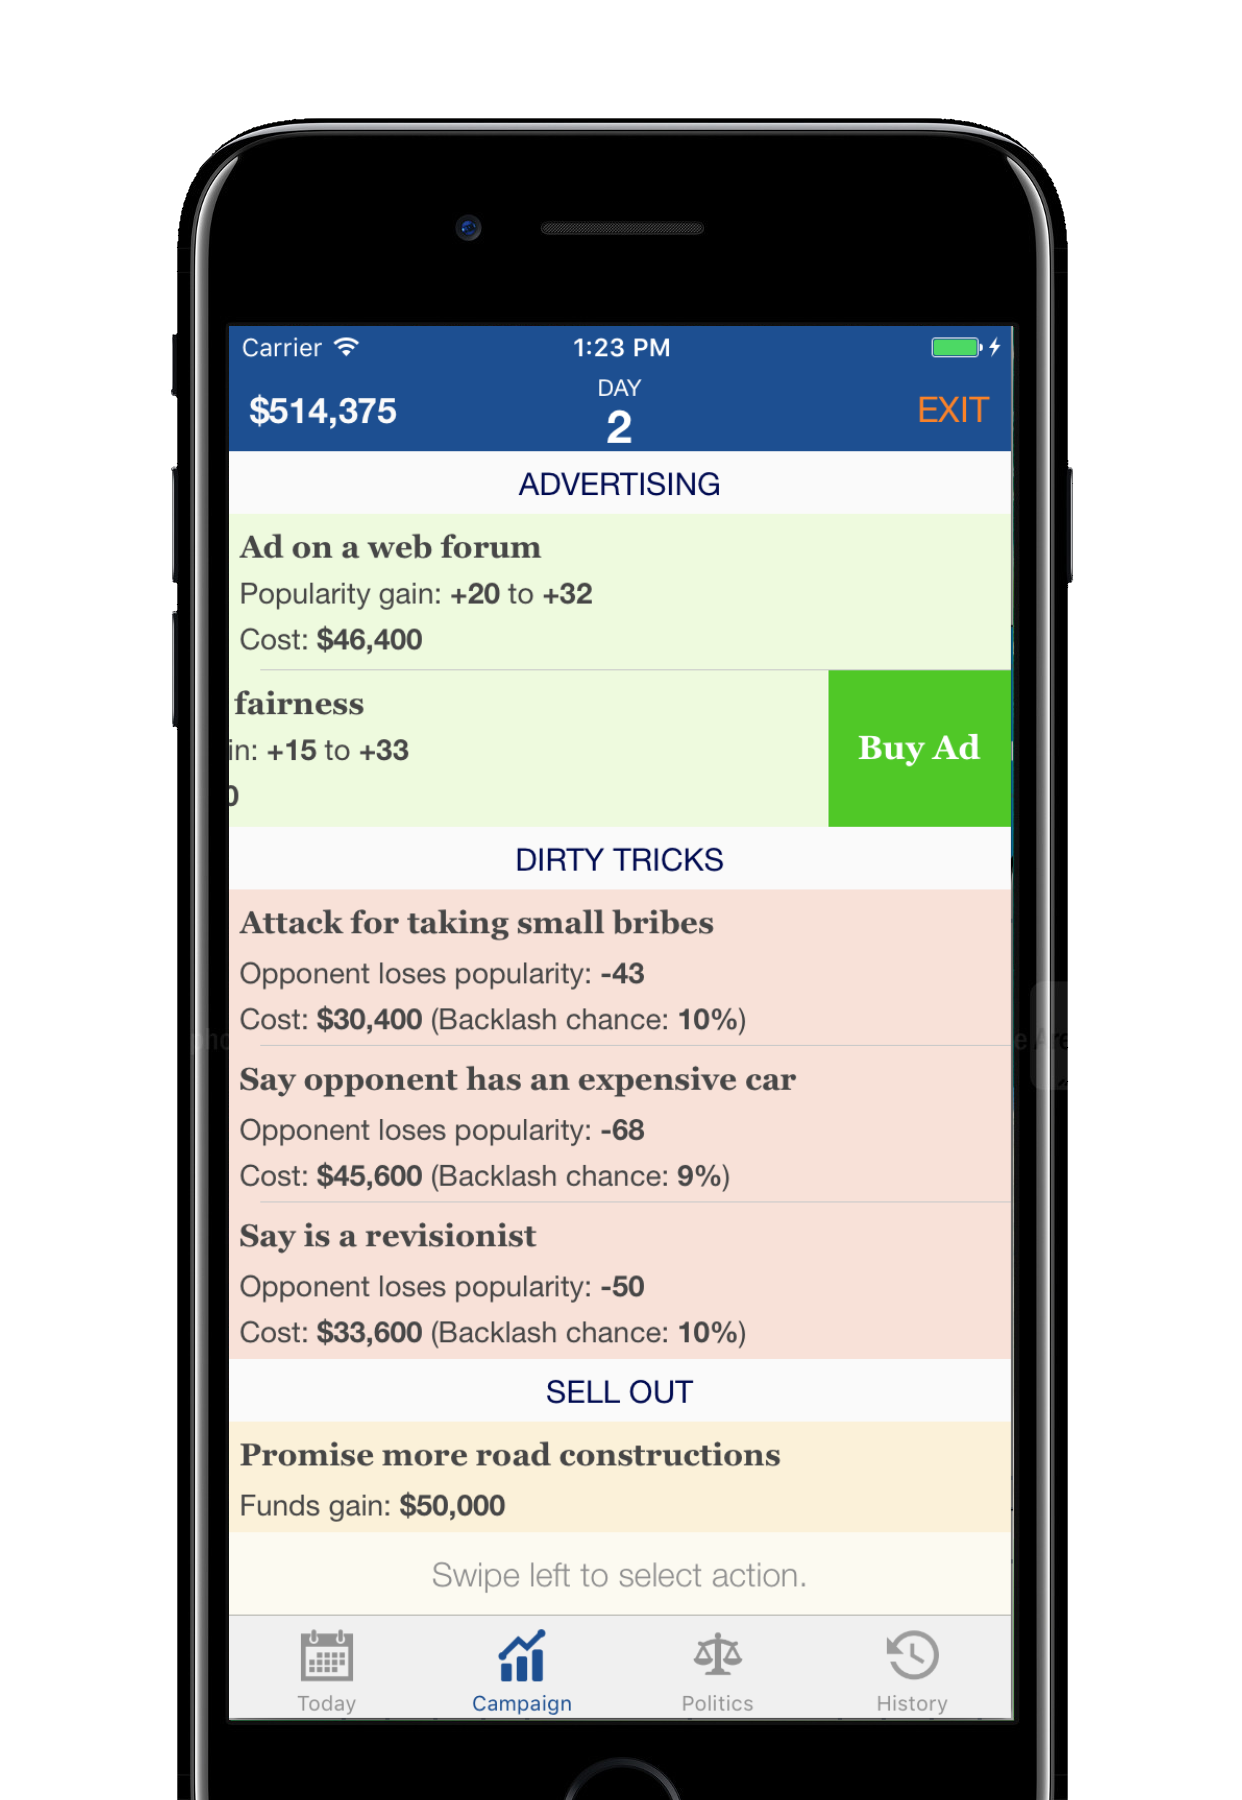 Carrier 1:23 PM
$514,375 DAY 2 EXIT
ADVERTISING
Ad on a web forum
Popularity gain: +20 to +32
Cost: $46,400
fairness
in: +15 to +33
0
Buy Ad
DIRTY TRICKS
Attack for taking small bribes
Opponent loses popularity: -43
Cost: $30,400 (Backlash chance: 10%)
Say opponent has an expensive car
Opponent loses popularity: -68
Cost: $45,600 (Backlash chance: 9%)
Say is a revisionist
Opponent loses popularity: -50
Cost: $33,600 (Backlash chance: 10%)
SELL OUT
Promise more road constructions
Funds gain: $50,000
Swipe left to select action.
Today Campaign Politics History